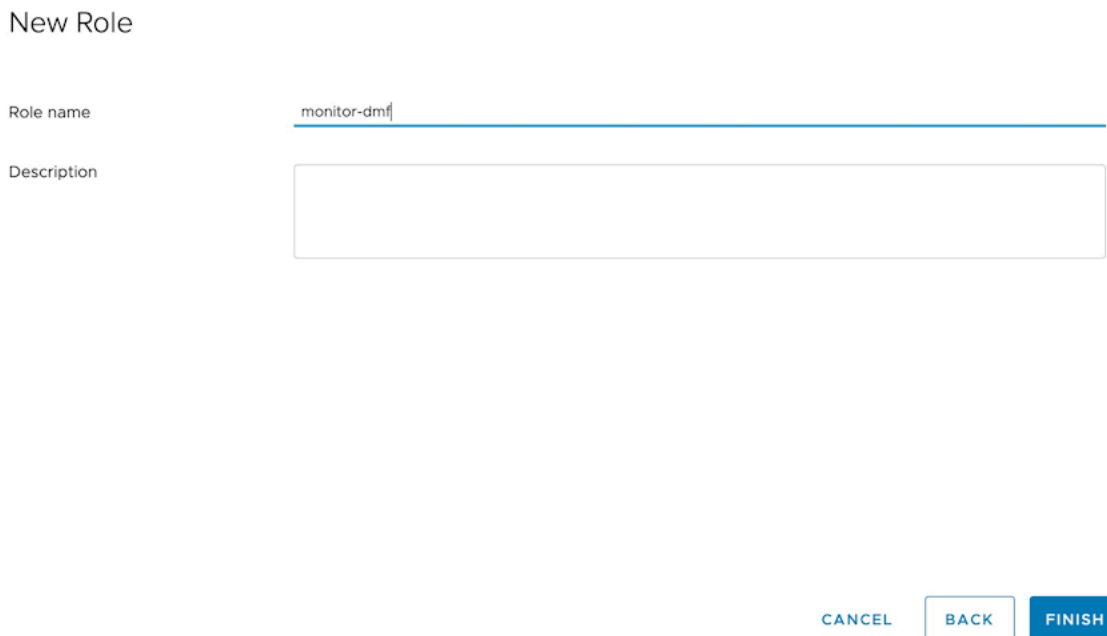 New Role
Role name
monitor-dmf
Description
CANCEL BACK FINISH